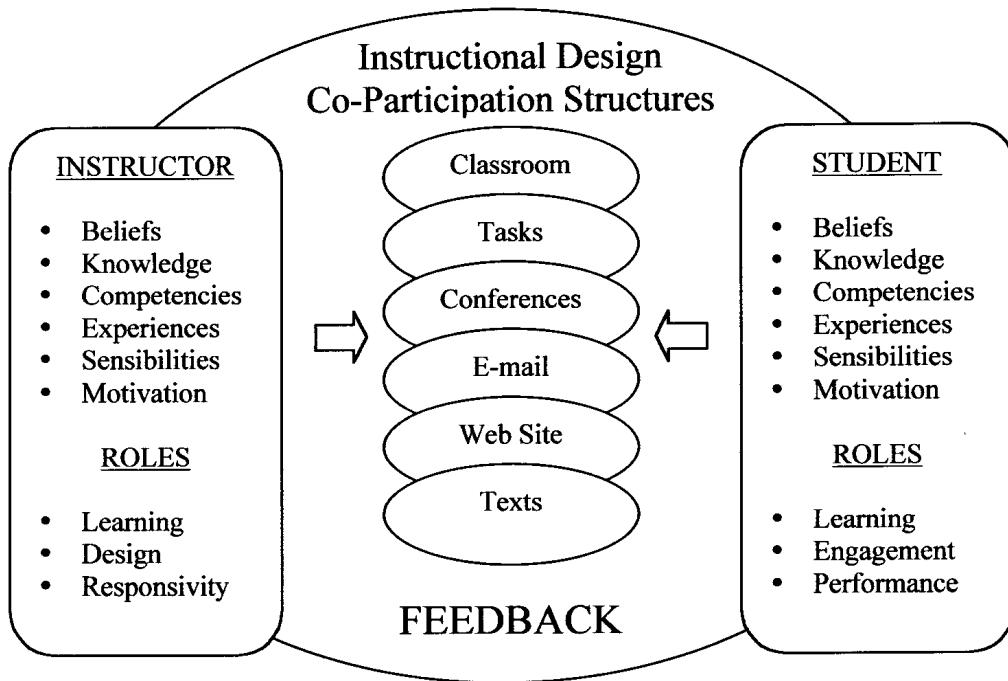 Instructional Design
Co-Participation Structures
INSTRUCTOR
• Beliefs
• Knowledge
• Competencies
• Experiences
• Sensibilities
• Motivation
ROLES
• Learning
• Design
• Responsivity
Classroom
Tasks
Conferences
E-mail
Web Site
Texts
STUDENT
• Beliefs
• Knowledge
• Competencies
• Experiences
• Sensibilities
• Motivation
ROLES
• Learning
• Engagement
• Performance
FEEDBACK